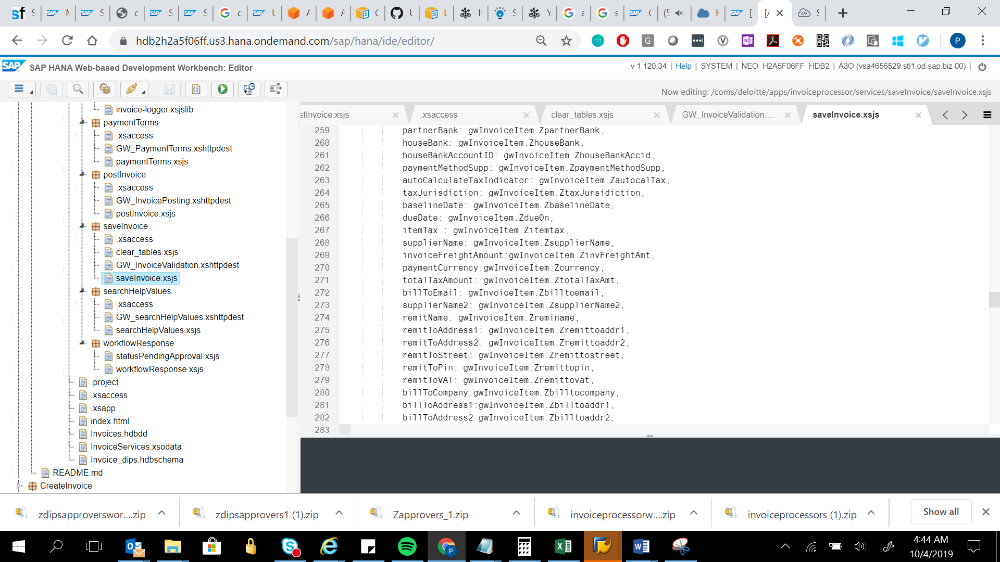 sf S M S c S S c U A A C U L It S Y a s C (5 H [ [A S
hdb2h2a5f06ff.us3.hana.ondemand.com/sap/hana/ide/editor/
P
SAP SAP HANA Web-based Development Workbench: Editor
v 1.120.34 | Help | SYSTEM | NEO_H2A5F06FF_HDB2 | A3O (vsa4656529.stl1.od.sap.biz 00) |
Now editing: /coms/deloitte/apps/invoiceprocessor/services/saveInvoice/saveInvoice.xsjs
stInvoice.xsjs
.xsaccess
clear_tables.xsjs
GW_InvoiceValidation....
saveInvoice.xsjs
invoice-logger.xsjslib
paymentTerms
.xsaccess
GW_PaymentTerms.xshttpdest
paymentTerms.xsjs
postInvoice
.xsaccess
GW_InvoicePosting.xshttpdest
postInvoice.xsjs
saveInvoice
.xsaccess
clear_tables.xsjs
GW_InvoiceValidation.xshttpdest
saveInvoice.xsjs
searchHelpValues
.xsaccess
GW_searchHelpValues.xshttpdest
searchHelpValues.xsjs
workflowResponse
statusPendingApproval.xsjs
workflowResponse.xsjs
.project
.xsaccess
.xsapp
index.html
Invoices.hdbdd
InvoiceServices.xsodata
Invoice_dips.hdbschema
README.md
CreateInvoice
259 partnerBank: gwInvoiceItem.ZpartnerBank,
260 houseBank: gwInvoiceItem.ZhouseBank,
261 houseBankAccountID: gwInvoiceItem.ZhouseBankAccid,
262 paymentMethodSupp: gwInvoiceItem.ZpaymentMethodSupp,
263 autoCalculateTaxIndicator: gwInvoiceItem.ZautocalTax,
264 taxJurisdiction: gwInvoiceItem.ZtaxJursidiction,
265 baselineDate: gwInvoiceItem.ZbaselineDate,
266 dueDate: gwInvoiceItem.ZdueOn,
267 itemTax : gwInvoiceItem.Zitemtax,
268 supplierName: gwInvoiceItem.ZsupplierName,
269 invoiceFreightAmount:gwInvoiceItem.ZinvFreightAmt,
270 paymentCurrency:gwInvoiceItem.Zcurrency,
271 totalTaxAmount: gwInvoiceItem.ZtotalTaxAmt,
272 billToEmail: gwInvoiceItem.Zbilltoemail,
273 supplierName2: gwInvoiceItem.ZsupplierName2,
274 remitName: gwInvoiceItem.Zreminame,
275 remitToAddress1: gwInvoiceItem.Zremittoaddr1,
276 remitToAddress2: gwInvoiceItem.Zremittoaddr2,
277 remitToStreet: gwInvoiceItem.Zremittostreet,
278 remitToPin: gwInvoiceItem.Zremittopin,
279 remitToVAT: gwInvoiceItem.Zremittovat,
280 billToCompany:gwInvoiceItem.Zbilltocompany,
281 billToAddress1:gwInvoiceItem.Zbilltoaddr1,
282 billToAddress2:gwInvoiceItem.Zbilltoaddr2,
283
zdipsapproverswor....zip
zdipsapprovers1 (1).zip
Zapprovers_1.zip
invoiceprocessorw....zip
invoiceprocessors (1).zip
Show all
4:44 AM
10/4/2019